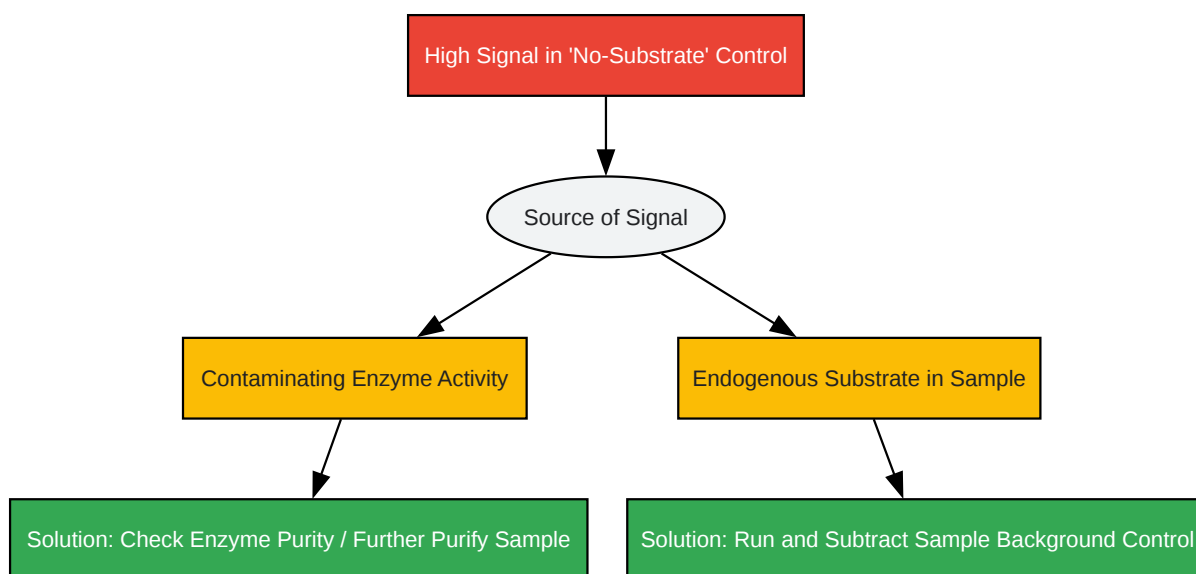 High Signal in 'No-Substrate' Control
Source of Signal
Contaminating Enzyme Activity
Endogenous Substrate in Sample
Solution: Check Enzyme Purity / Further Purify Sample
Solution: Run and Subtract Sample Background Control